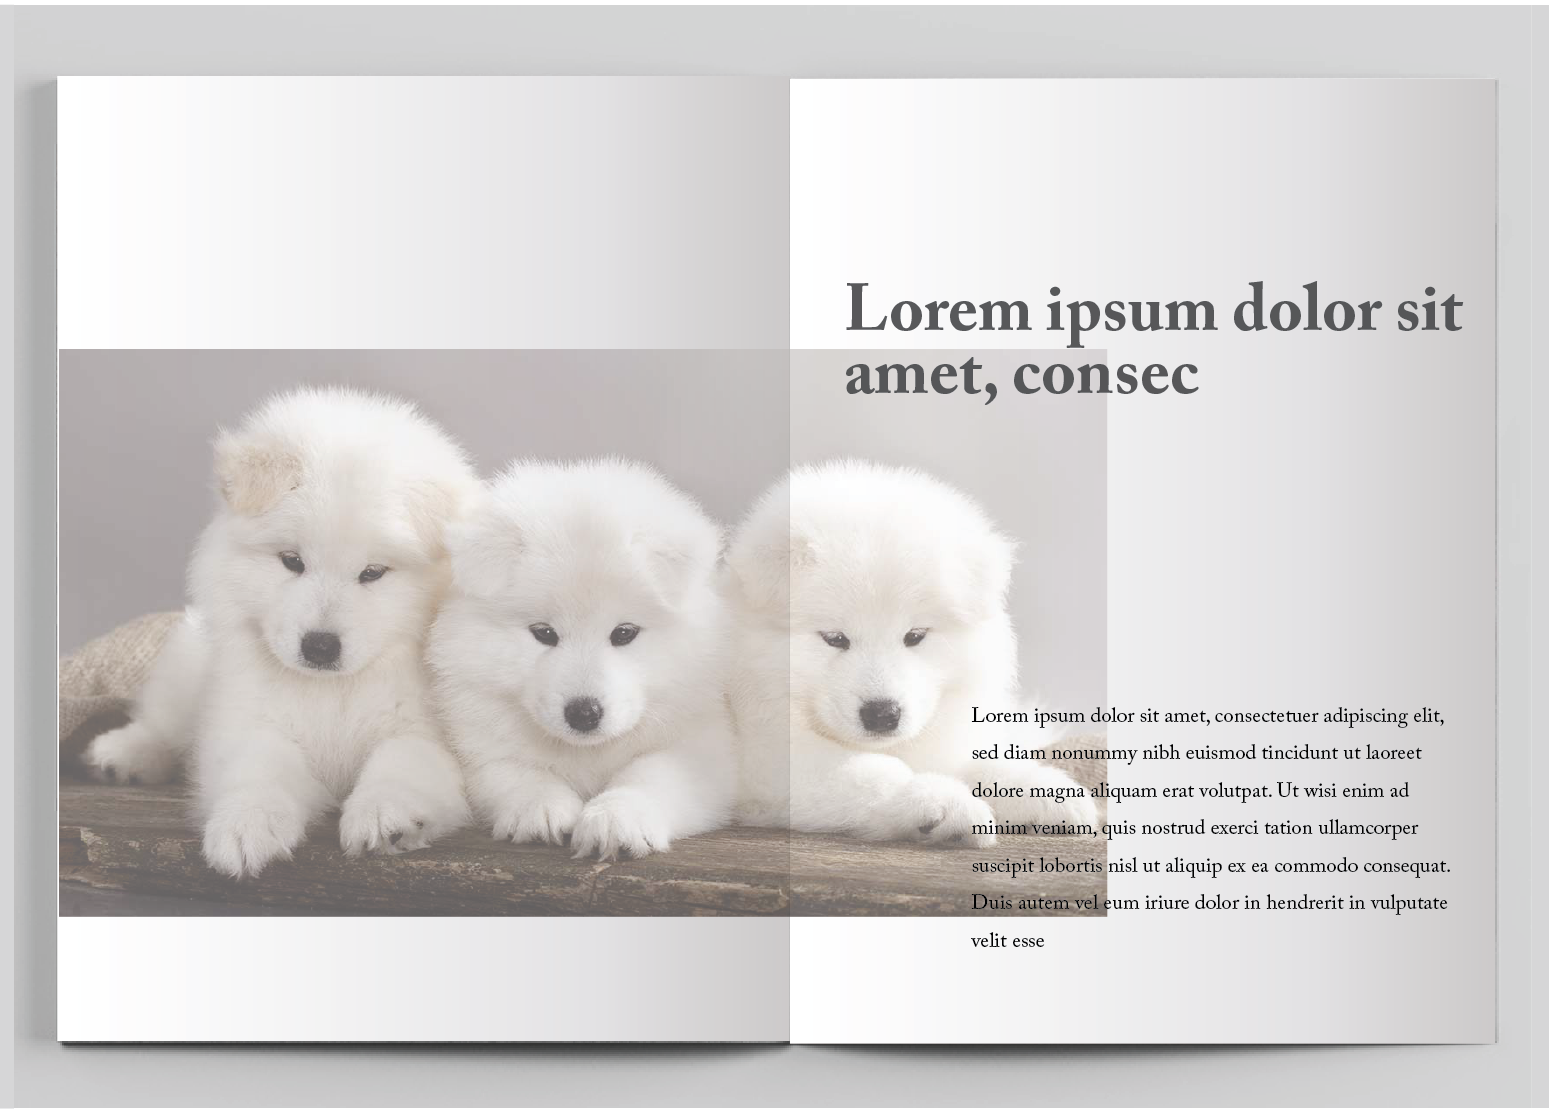 Lorem ipsum dolor sit
amet, consec
Lorem ipsum dolor sit amet, consectetuer adipiscing elit,
sed diam nonummy nibh euismod tincidunt ut laoreet
dolore magna aliquam erat volutpat. Ut wisi enim ad
minim veniam, quis nostrud exerci tation ullamcorper
suscipit lobortis nisl ut aliquip ex ea commodo consequat.
Duis autem vel eum iriure dolor in hendrerit in vulputate
velit esse